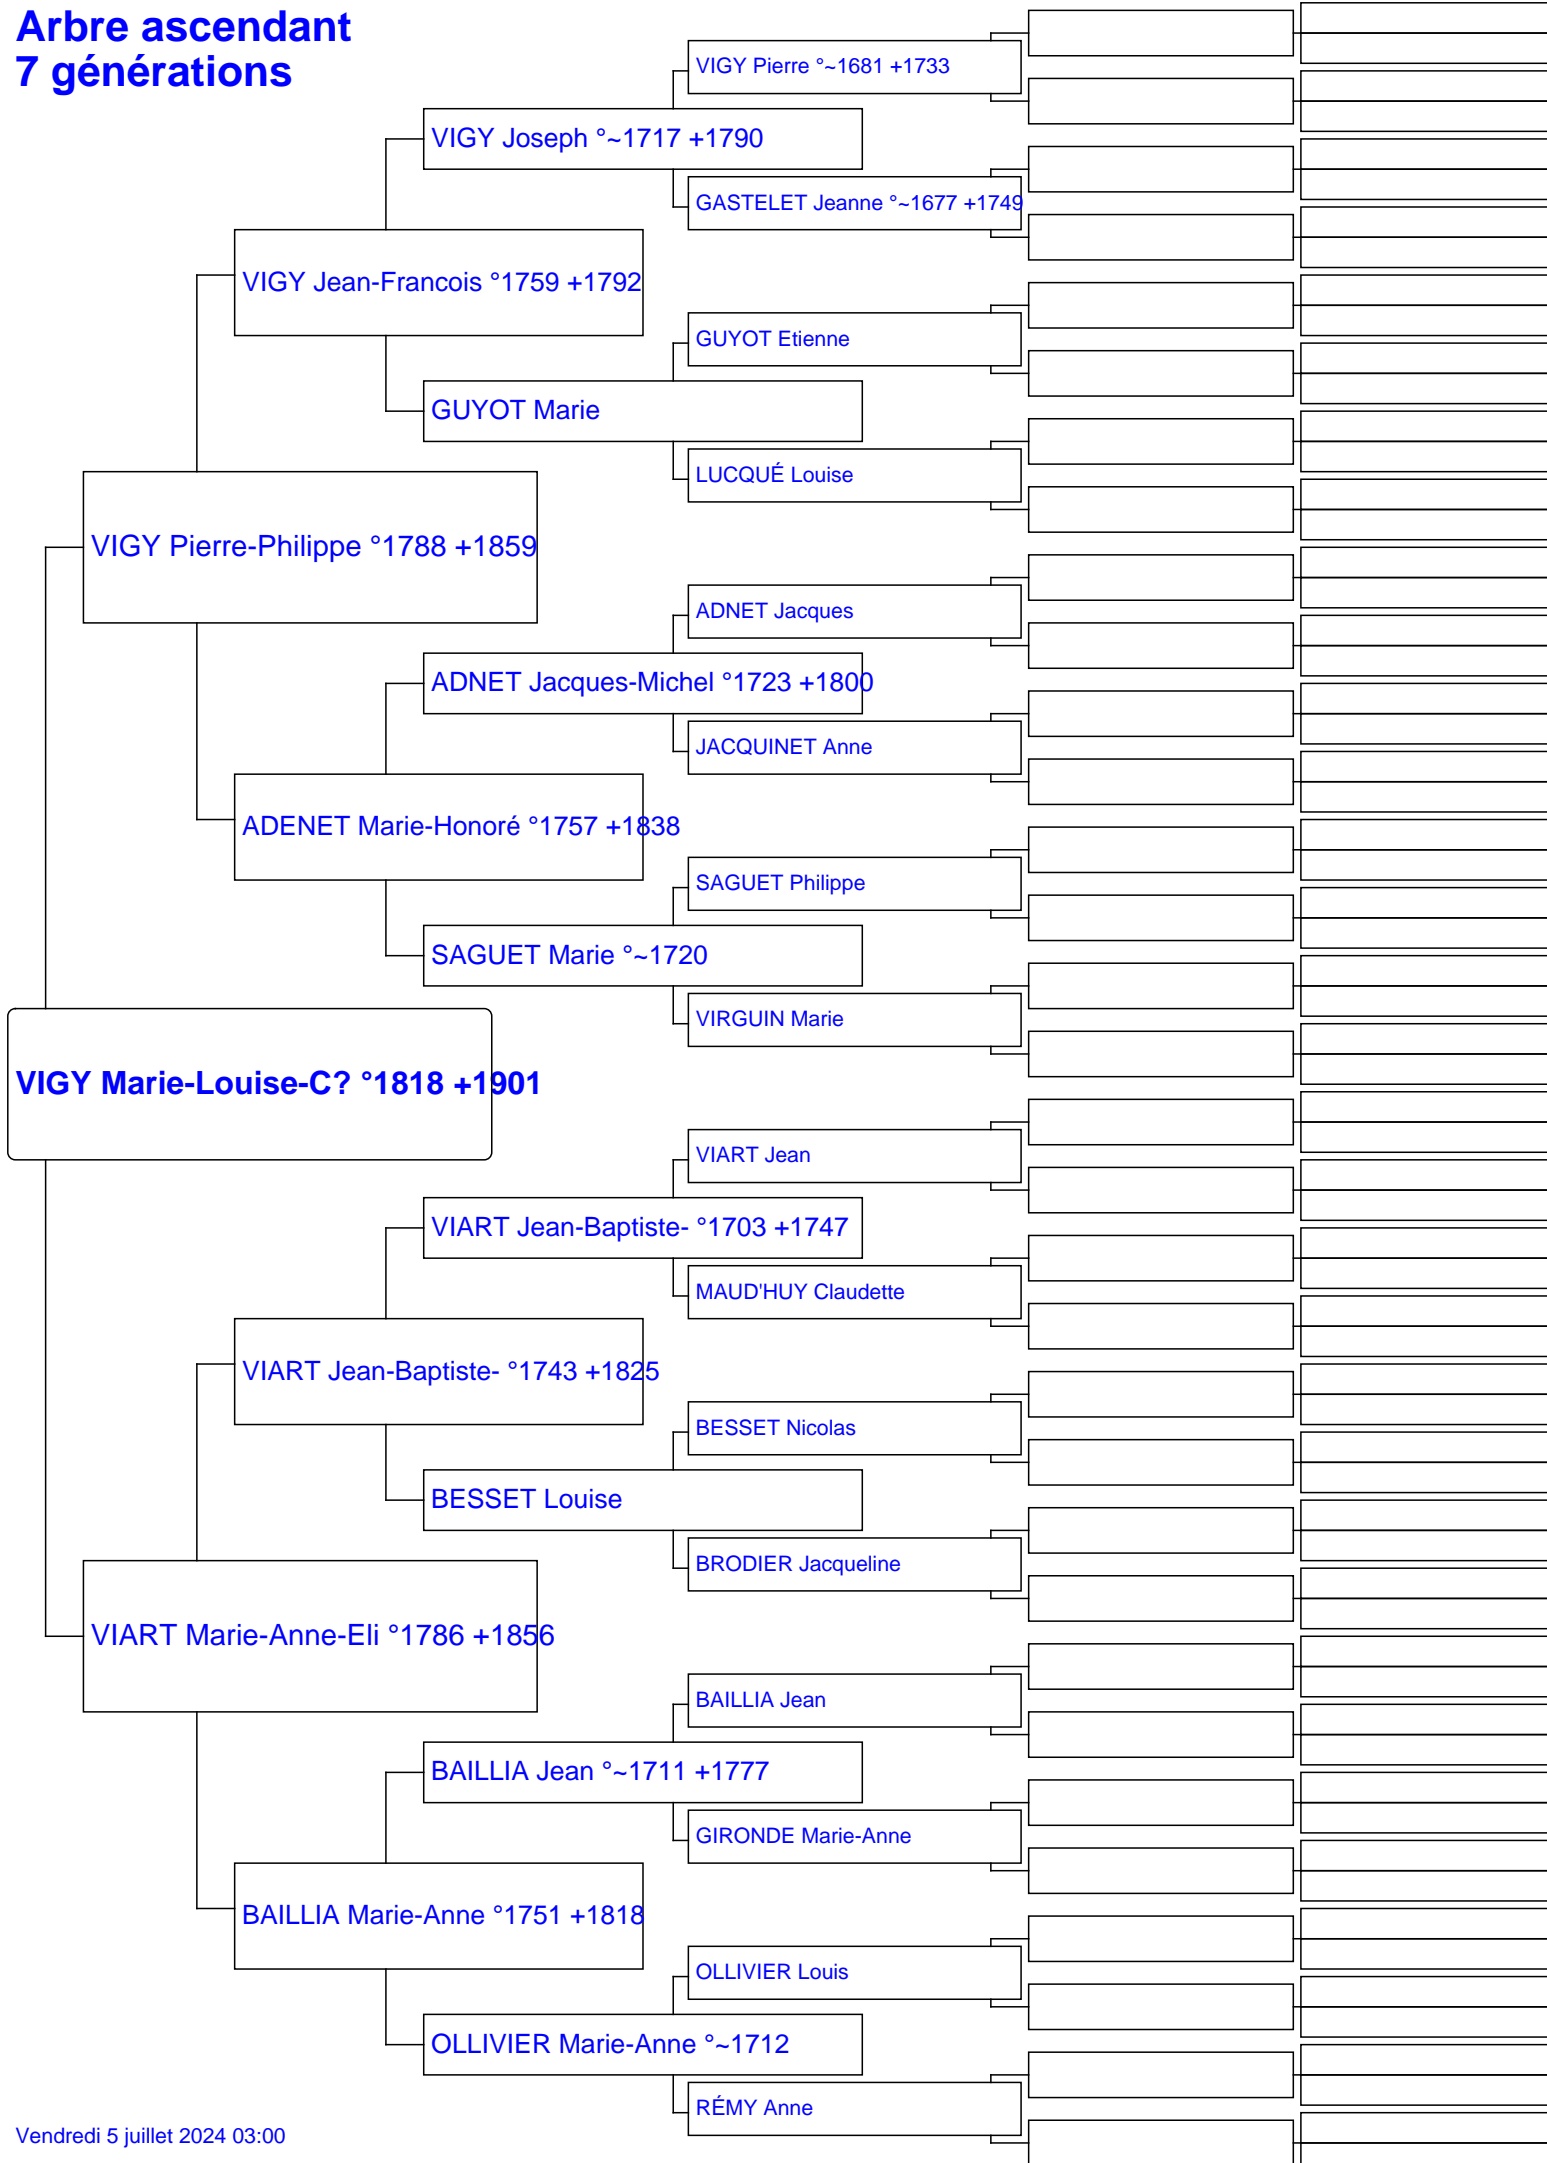 Arbre ascendant
7 générations
VIGY Pierre °~1681 +1733
VIGY Joseph °~1717 +1790
GASTELET Jeanne °~1677 +1749
VIGY Jean-Francois °1759 +1792
GUYOT Etienne
GUYOT Marie
LUCQUÉ Louise
VIGY Pierre-Philippe °1788 +1859
ADNET Jacques
ADNET Jacques-Michel °1723 +1800
JACQUINET Anne
ADENET Marie-Honoré °1757 +1838
SAGUET Philippe
SAGUET Marie °~1720
VIRGUIN Marie
VIGY Marie-Louise-C? °1818 +1901
VIART Jean
VIART Jean-Baptiste- °1703 +1747
MAUD'HUY Claudette
VIART Jean-Baptiste- °1743 +1825
BESSET Nicolas
BESSET Louise
BRODIER Jacqueline
VIART Marie-Anne-Eli °1786 +1856
BAILLIA Jean
BAILLIA Jean °~1711 +1777
GIRONDE Marie-Anne
BAILLIA Marie-Anne °1751 +1818
OLLIVIER Louis
OLLIVIER Marie-Anne °~1712
RÉMY Anne
Vendredi 5 juillet 2024 03:00